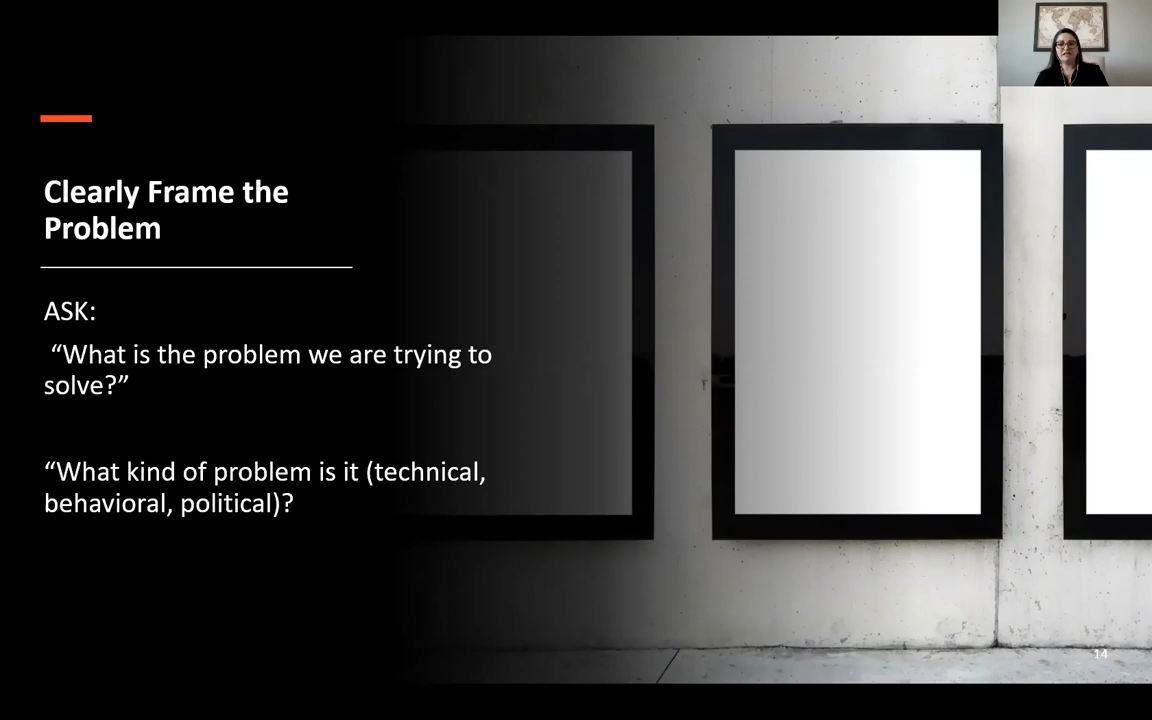 Clearly Frame the
Problem
ASK:
“What is the problem we are trying to
solve?”
“What kind of problem is it (technical,
behavioral, political)?
14